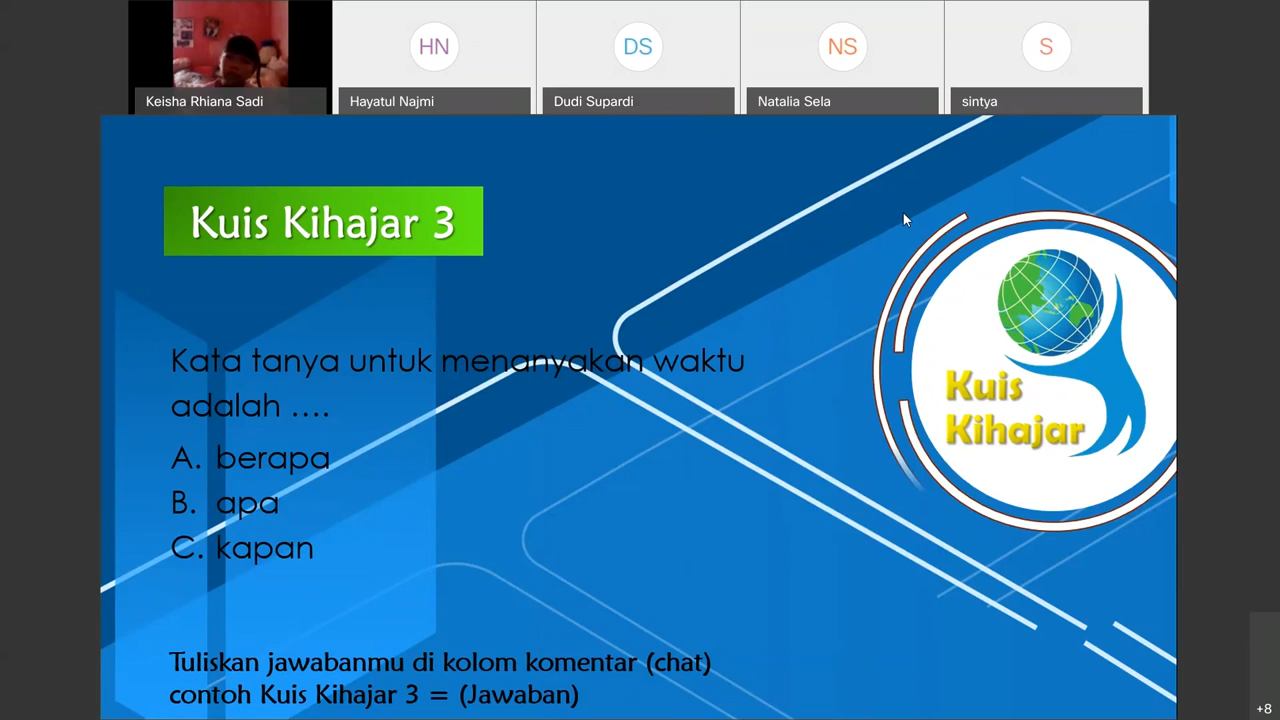 HN
DS
NS
S
Keisha Rhiana Sadi
Hayatul Najmi
Dudi Supardi
Natalia Sela
sintya
Kuis Kihajar 3
Kata tanya untuk menanyakan waktu
adalah ....
A. berapa
B. apa
C. kapan
Kuis
Kihajar
Tuliskan jawabanmu di kolom komentar (chat)
contoh Kuis Kihajar 3 = (Jawaban)
+8